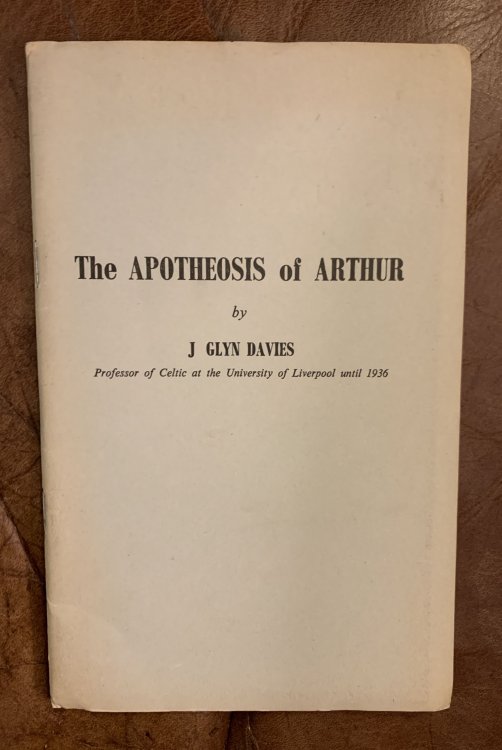 The APOTHEOSIS of ARTHUR
by
J GLYN DAVIES
Professor of Celtic at the University of Liverpool until 1936